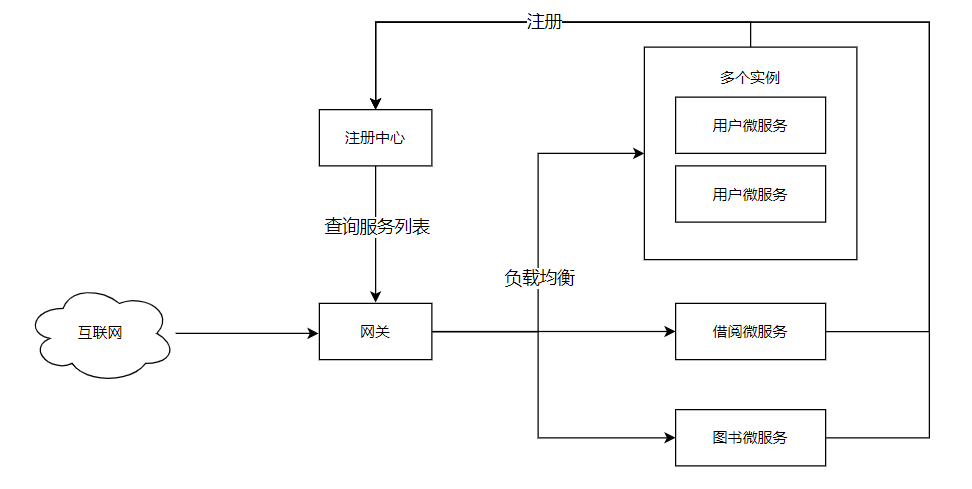 注册
多个实例
用户微服务
注册中心
用户微服务
查询服务列表
负载均衡
互联网
网关
借阅微服务
图书微服务